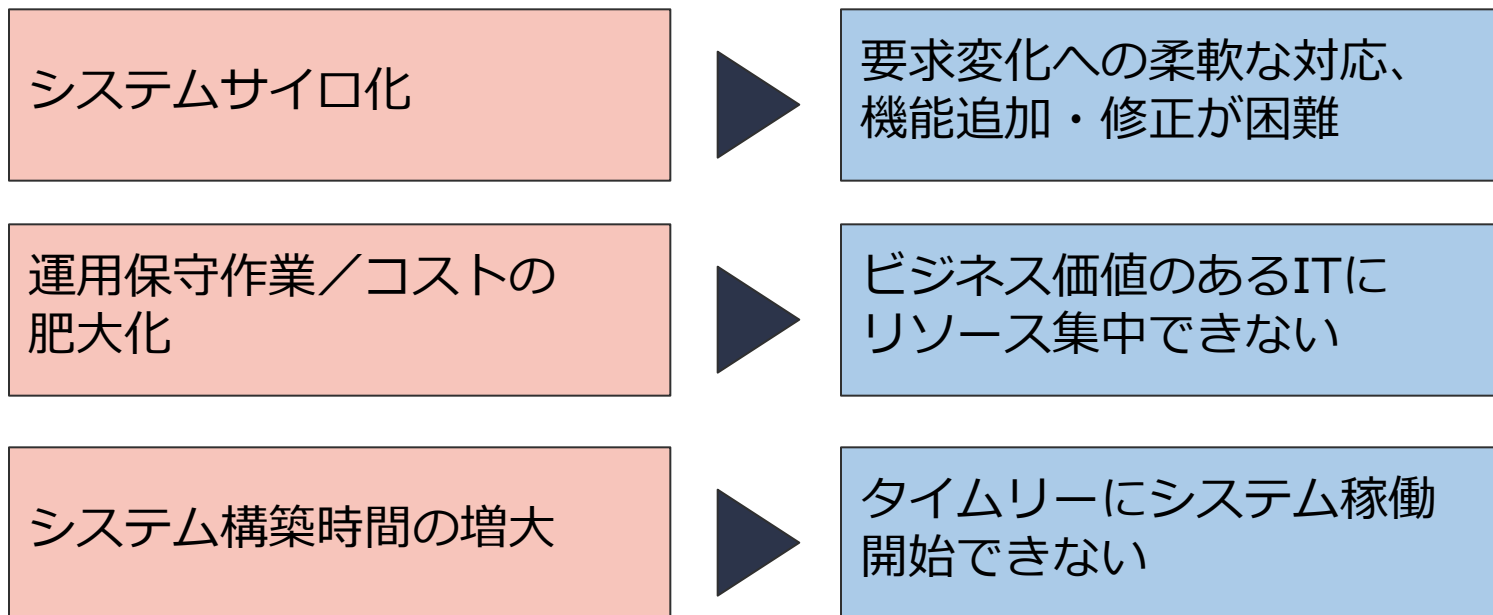 システムサイロ化
要求変化への柔軟な対応、
機能追加・修正が困難
運用保守作業／コストの
肥大化
ビジネス価値のあるITに
リソース集中できない
システム構築時間の増大
タイムリーにシステム稼働
開始できない